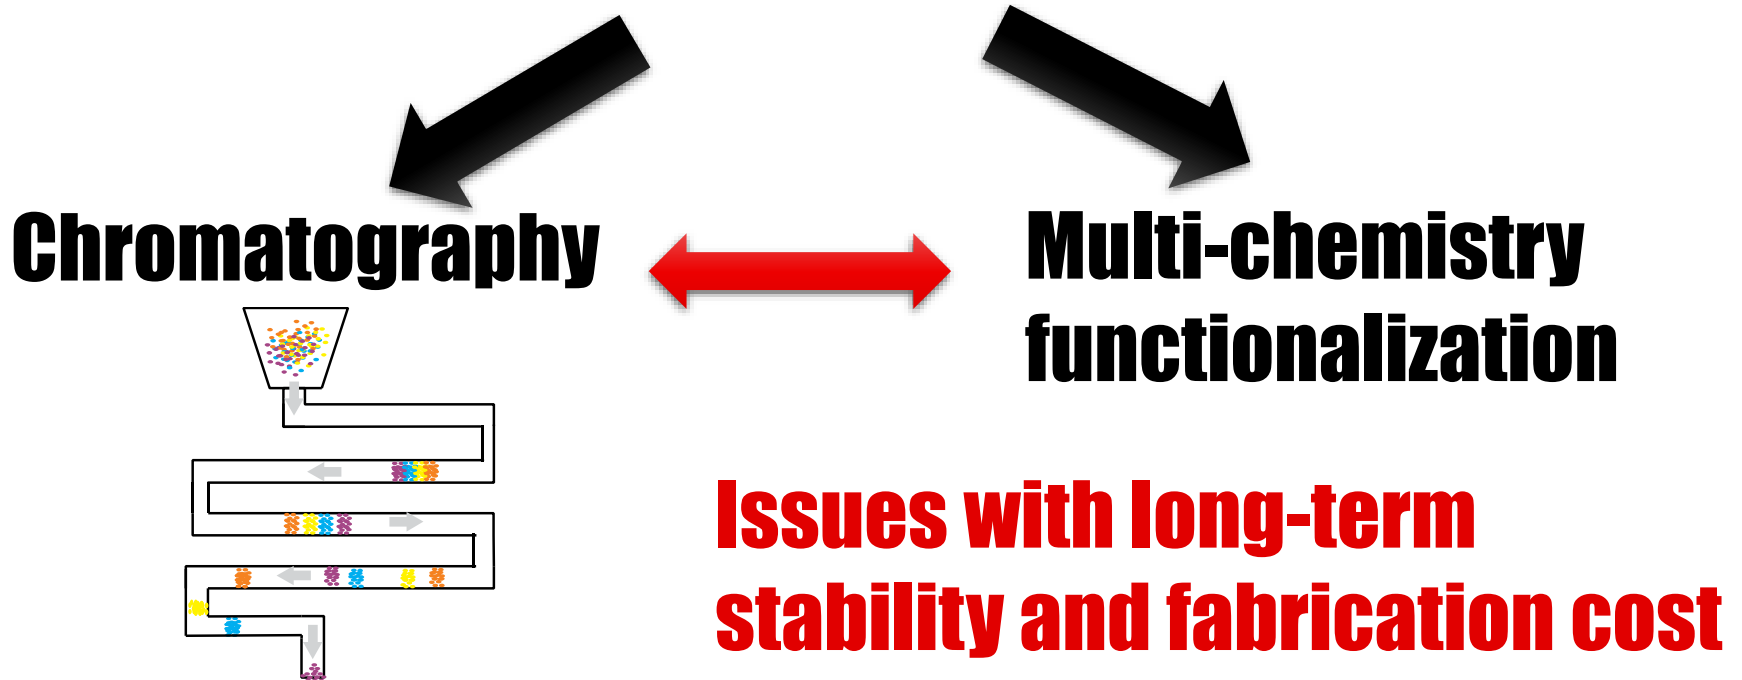 Chromatography
Multi-chemistry
functionalization
Issues with long-term
stability and fabrication cost